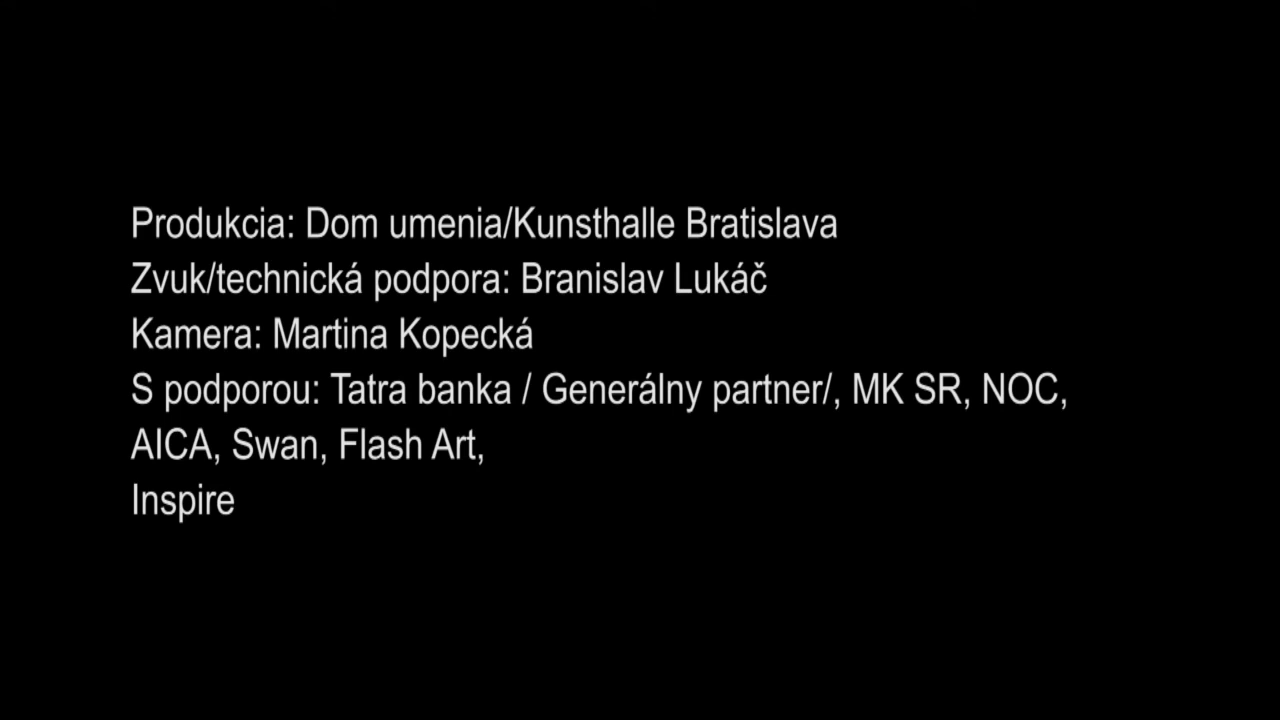 Produkcia: Dom umenia/Kunsthalle Bratislava
Zvuk/technická podpora: Branislav Lukáč
Kamera: Martina Kopecká
S podporou: Tatra banka / Generálny partner/, MK SR, NOC,
AICA, Swan, Flash Art,
Inspire